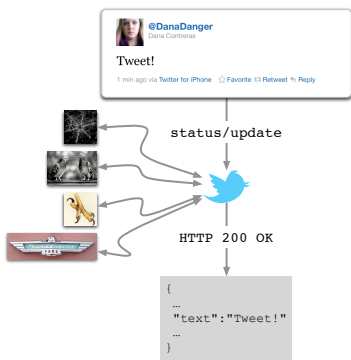 @DanaDanger
Dana Contreras
Tweet!
1 min ago via Twitter for iPhone Favorite Retweet Reply
status/update
HTTP 200 OK
{
…
"text":"Tweet!"
…
}